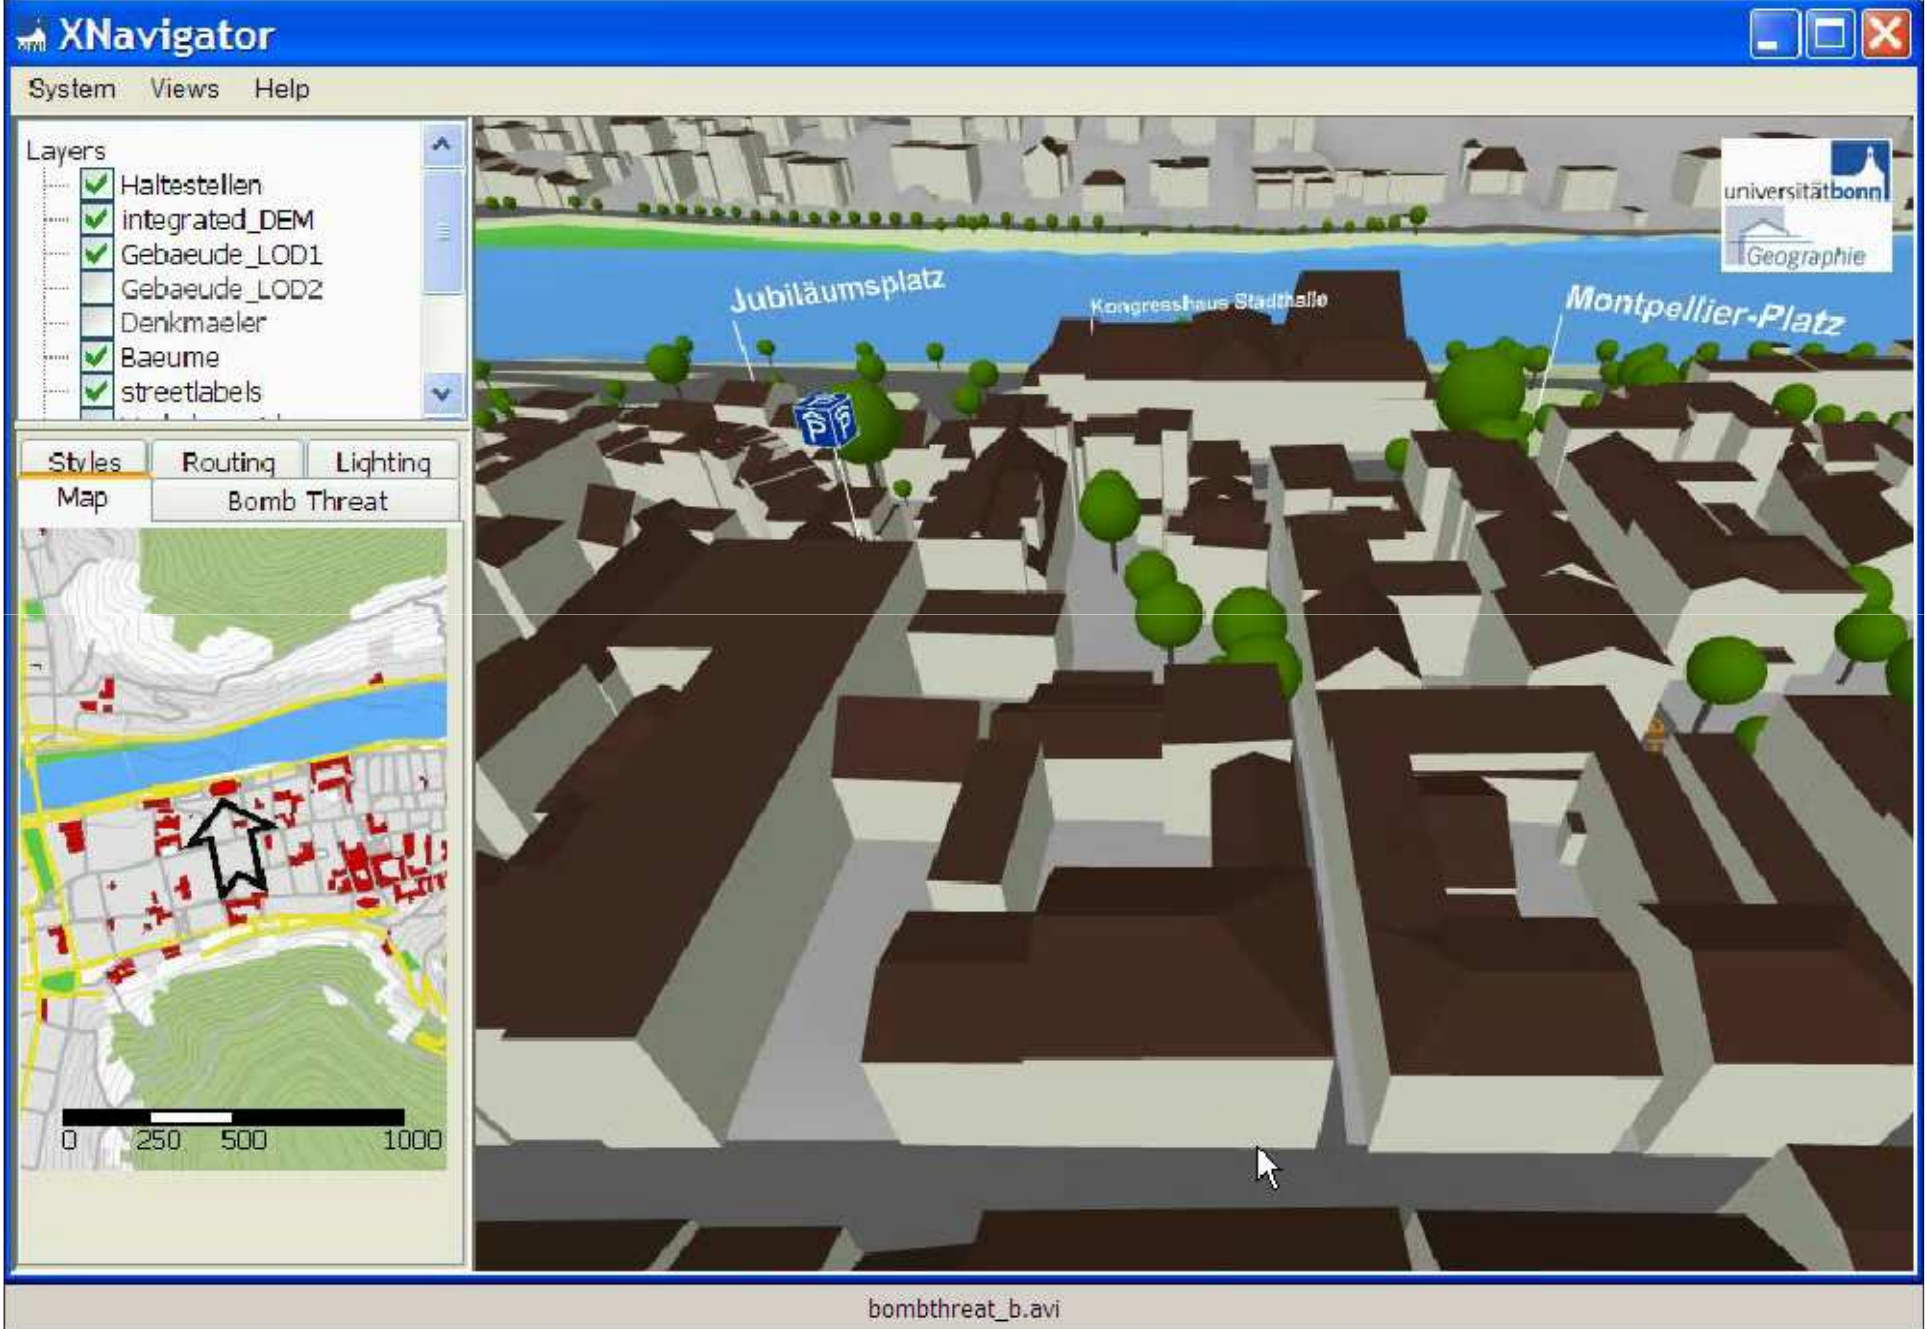 XNavigator
System Views Help
Layers
Haltestellen
integrated_DEM
Gebaeude_LOD1
Gebaeude_LOD2
Denkmaeler
Baeume
streetlabels
Styles Routing Lighting
Map Bomb Threat
0 250 500 1000
Jubiläumsplatz
Kongresshaus Stadthalle
Montpellier-Platz
P P
universitätbonn
Geographie
bombthreat_b.avi